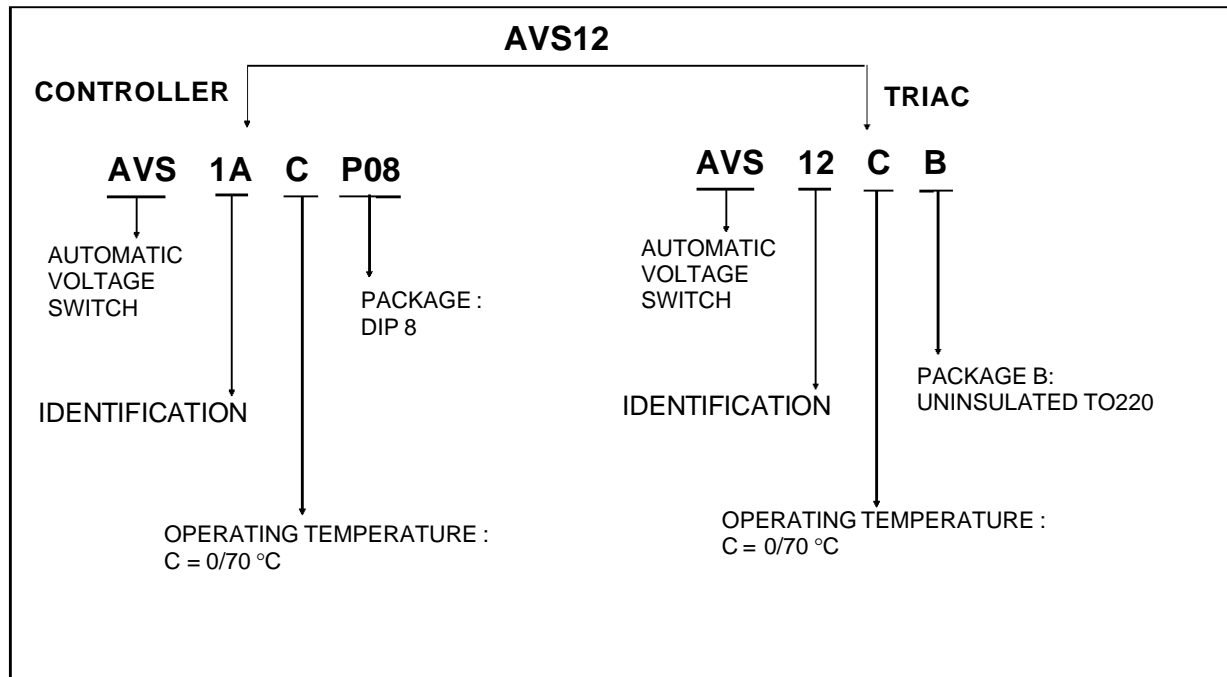 AVS12
CONTROLLER
AVS 1A C P08
AUTOMATIC
VOLTAGE
SWITCH
PACKAGE :
DIP 8
IDENTIFICATION
OPERATING TEMPERATURE :
C = 0/70 °C
TRIAC
AVS 12 C B
AUTOMATIC
VOLTAGE
SWITCH
PACKAGE B:
UNINSULATED TO220
IDENTIFICATION
OPERATING TEMPERATURE :
C = 0/70 °C